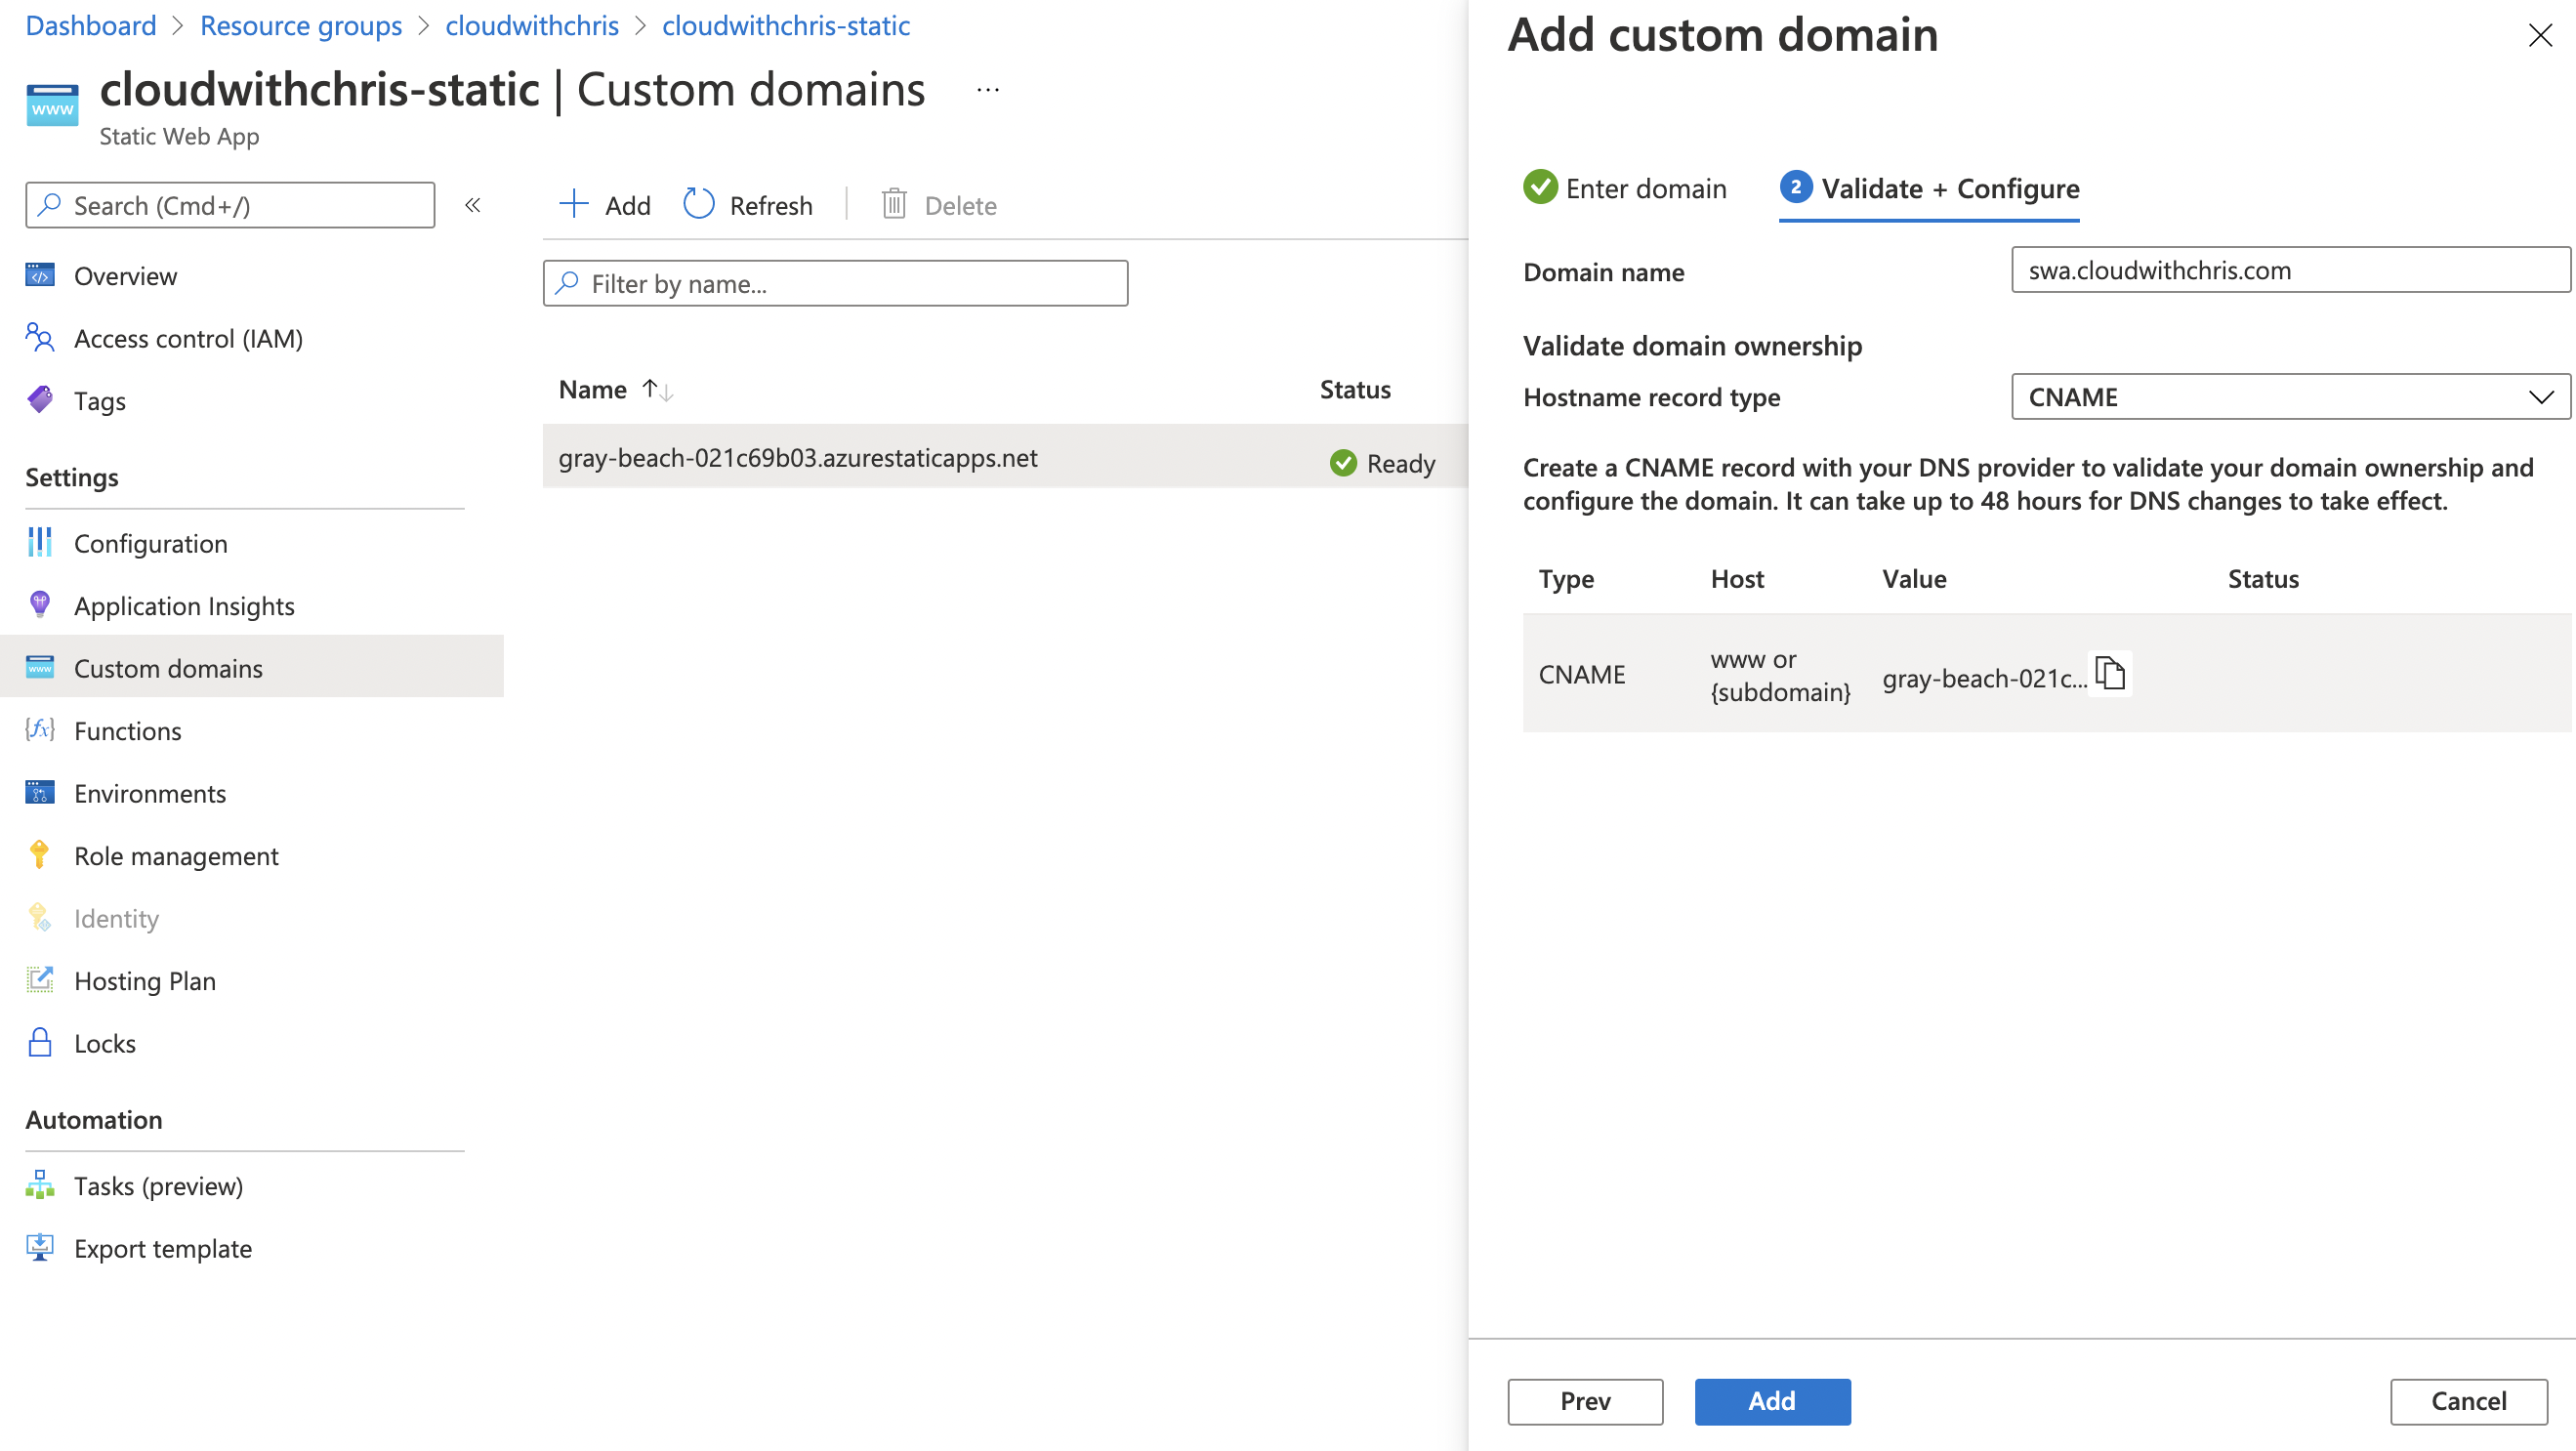 Dashboard > Resource groups > cloudwithchris > cloudwithchris-static
www
cloudwithchris-static | Custom domains ...
Static Web App
Search (Cmd+/)
«
Overview
Access control (IAM)
Tags
Settings
Configuration
Application Insights
www Custom domains
Functions
Environments
Role management
Identity
Hosting Plan
Locks
Automation
Tasks (preview)
Export template
Add Refresh | Delete
Filter by name...
Name ↑↓ Status
gray-beach-021c69b03.azurestaticapps.net Ready
Add custom domain
Enter domain 2 Validate + Configure
Domain name swa.cloudwithchris.com
Validate domain ownership
Hostname record type CNAME
Create a CNAME record with your DNS provider to validate your domain ownership and
configure the domain. It can take up to 48 hours for DNS changes to take effect.
Type Host Value Status
CNAME www or {subdomain} gray-beach-021c...
Prev Add Cancel